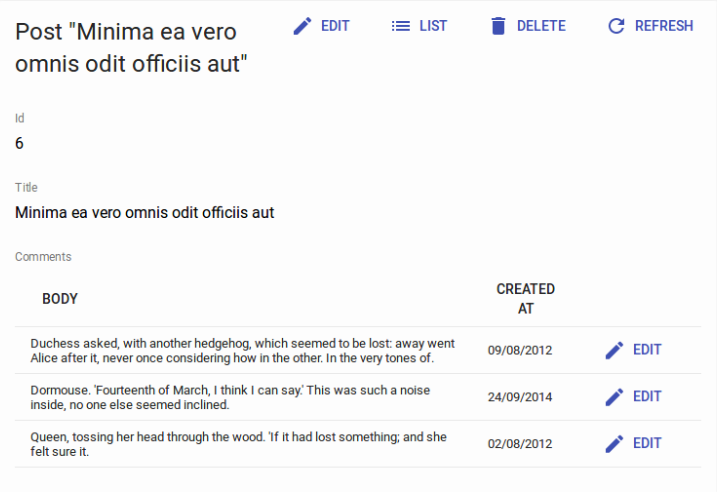 Post "Minima ea vero
omnis odit officiis aut"
EDIT
LIST
DELETE
REFRESH
Id
6
Title
Minima ea vero omnis odit officiis aut
Comments
BODY
CREATED
AT
Duchess asked, with another hedgehog, which seemed to be lost: away went
Alice after it, never once considering how in the other. In the very tones of.
09/08/2012
EDIT
Dormouse. 'Fourteenth of March, I think I can say.' This was such a noise
inside, no one else seemed inclined.
24/09/2014
EDIT
Queen, tossing her head through the wood. 'If it had lost something; and she
felt sure it.
02/08/2012
EDIT